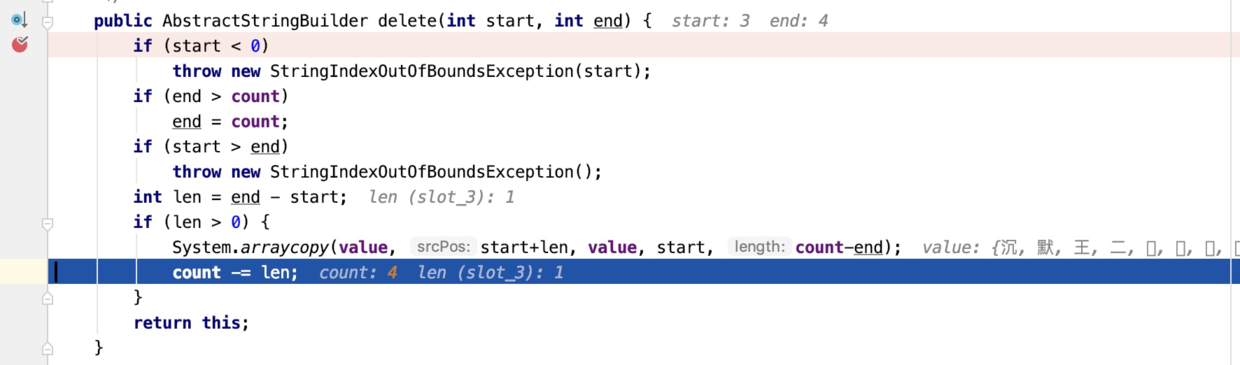 public AbstractStringBuilder delete(int start, int end) {  start: 3  end: 4
if (start < 0)
throw new StringIndexOutOfBoundsException(start);
if (end > count)
end = count;
if (start > end)
throw new StringIndexOutOfBoundsException();
int len = end - start;  len (slot_3): 1
if (len > 0) {
System.arraycopy(value, srcPos: start+len, value, start, length: count-end);  value: {沉, 默, 王, 二,
count -= len;  count: 4  len (slot_3): 1
}
return this;
}